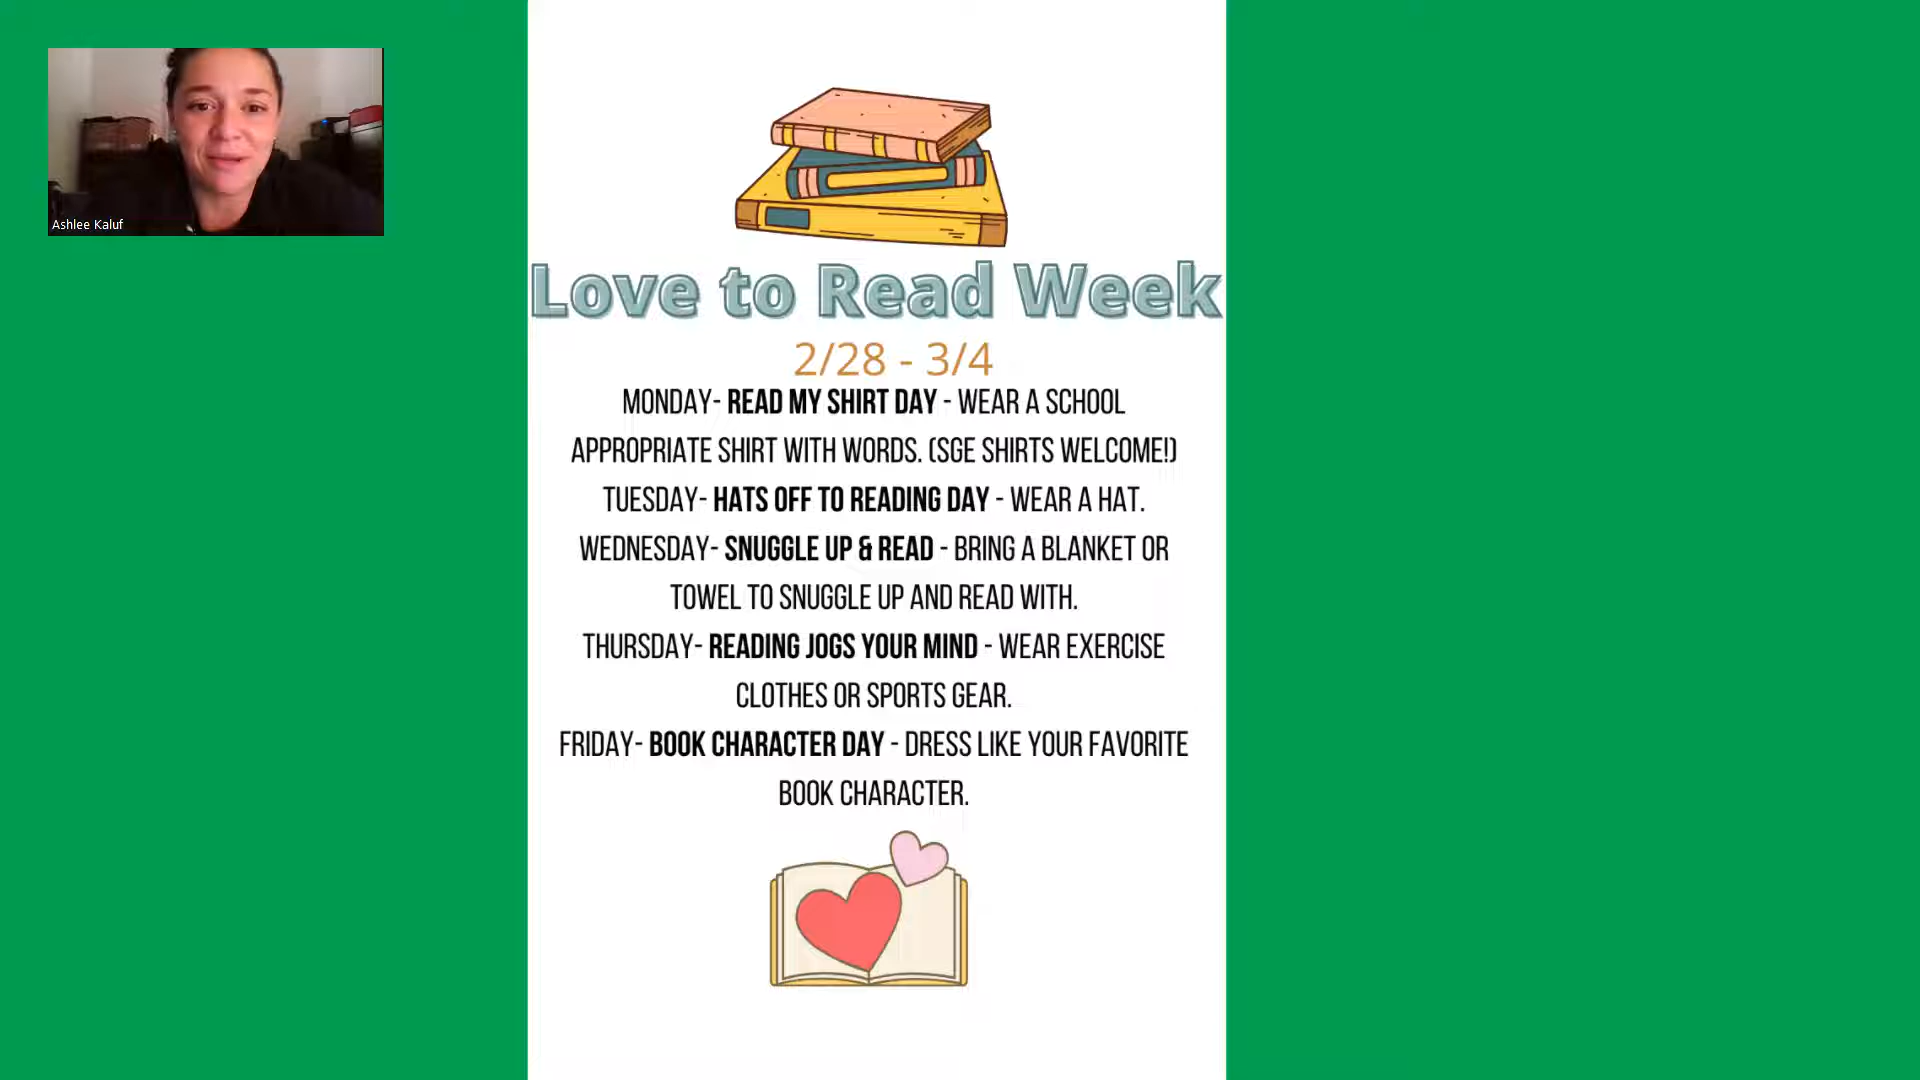 Ashlee Kaluf
Love to Read Week
2/28 - 3/4
MONDAY- READ MY SHIRT DAY - WEAR A SCHOOL
APPROPRIATE SHIRT WITH WORDS. (SGE SHIRTS WELCOME!)
TUESDAY- HATS OFF TO READING DAY - WEAR A HAT.
WEDNESDAY- SNUGGLE UP & READ - BRING A BLANKET OR
TOWEL TO SNUGGLE UP AND READ WITH.
THURSDAY- READING JOGS YOUR MIND - WEAR EXERCISE
CLOTHES OR SPORTS GEAR.
FRIDAY- BOOK CHARACTER DAY - DRESS LIKE YOUR FAVORITE
BOOK CHARACTER.